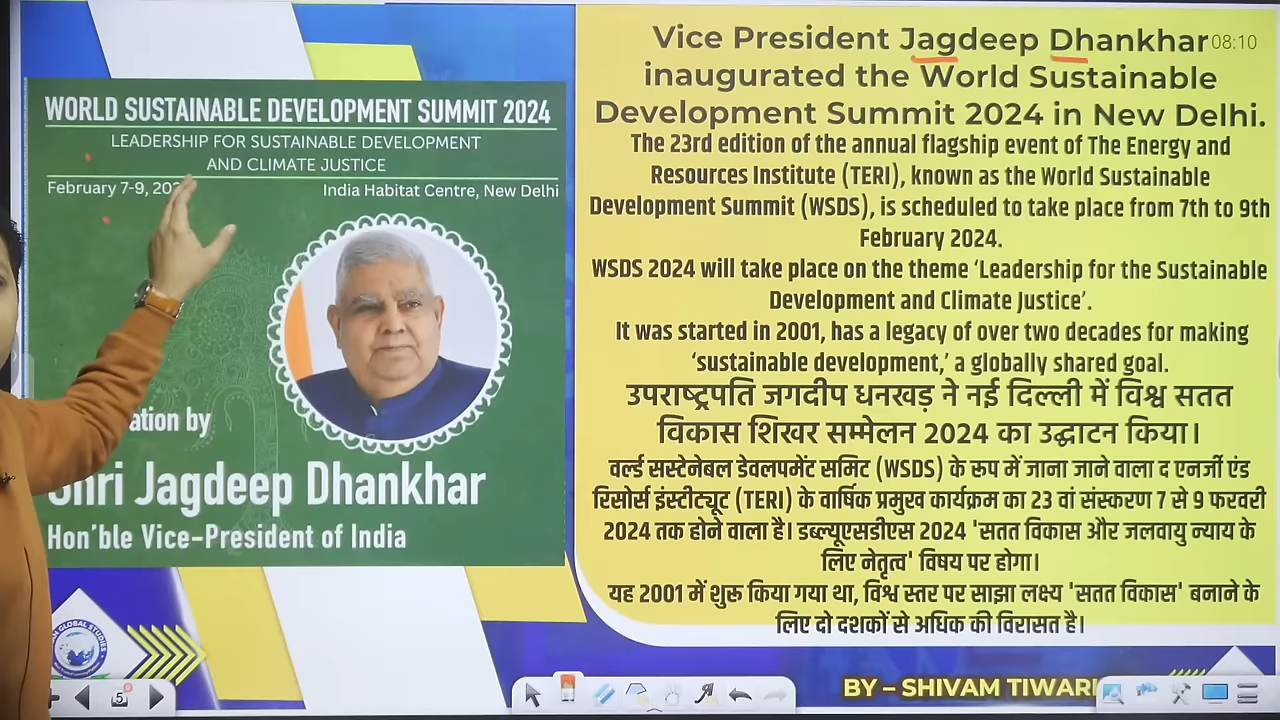 WORLD SUSTAINABLE DEVELOPMENT SUMMIT 2024
LEADERSHIP FOR SUSTAINABLE DEVELOPMENT
AND CLIMATE JUSTICE
February 7-9,
India Habitat Centre, New Delhi
by
Shri Jagdeep Dhankhar
Hon'ble Vice-President of India
GLOBAL STUDIES
5
Vice President Jagdeep Dhankhar
08:10
inaugurated the World Sustainable
Development Summit 2024 in New Delhi.
The 23rd edition of the annual flagship event of The Energy and
Resources Institute (TERI), known as the World Sustainable
Development Summit (WSDS), is scheduled to take place from 7th to 9th
February 2024.
WSDS 2024 will take place on the theme ‘Leadership for the Sustainable
Development and Climate Justice’.
It was started in 2001, has a legacy of over two decades for making
‘sustainable development,’ a globally shared goal.
उपराष्ट्रपति जगदीप धनखड़ ने नई दिल्ली में विश्व सतत
विकास शिखर सम्मेलन 2024 का उद्घाटन किया।
वर्ल्ड सस्टेनेबल डेवलपमेंट समिट (WSDS) के रूप में जाना जाने वाला द एनर्जी एंड
रिसोर्स इंस्टीट्यूट (TERI) के वार्षिक प्रमुख कार्यक्रम का 23 वां संस्करण 7 से 9 फरवरी
2024 तक होने वाला है। डब्ल्यूएसडीएस 2024 'सतत विकास और जलवायु न्याय के
लिए नेतृत्व' विषय पर होगा।
यह 2001 में शुरू किया गया था, विश्व स्तर पर साझा लक्ष्य 'सतत विकास' बनाने के
लिए दो दशकों से अधिक की विरासत है।
BY – SHIVAM TIWARI